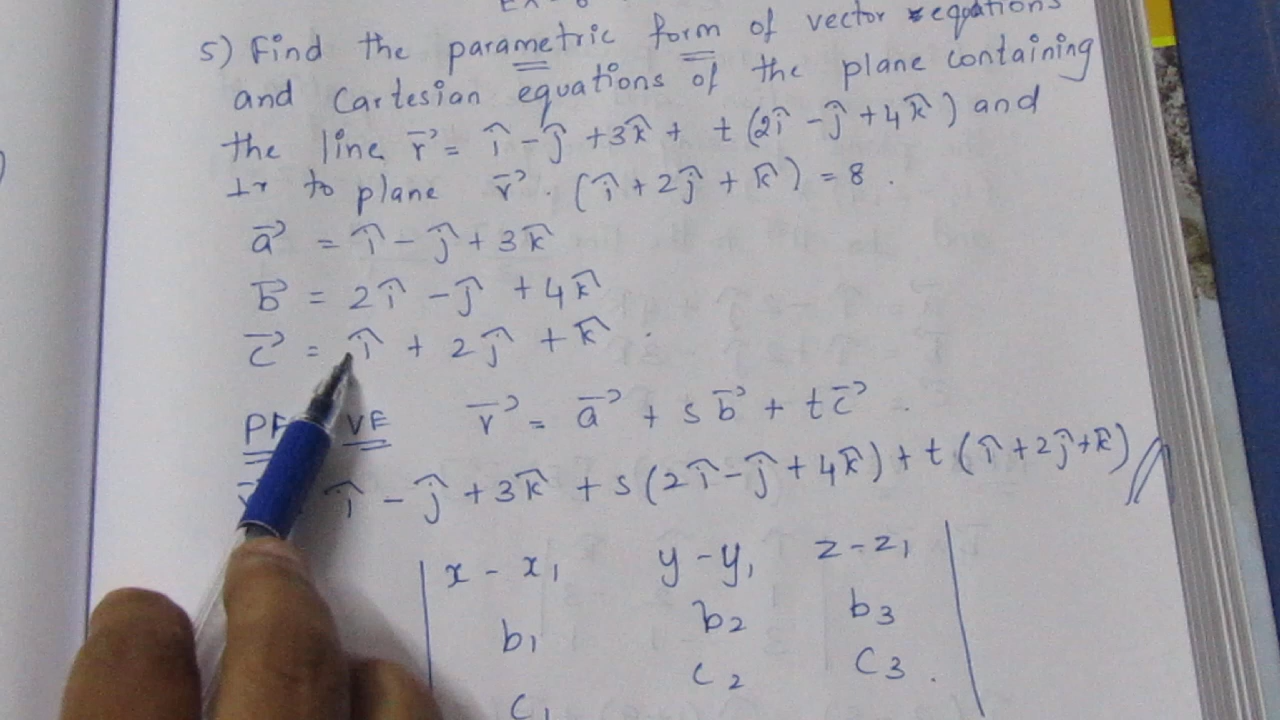 5) Find the parametric form of vector equations
and Cartesian equations of the plane containing
the line r⃗ = î - ĵ + 3k̂ + t (2î - ĵ + 4k̂) and
⊥r to plane r⃗ . (î + 2ĵ + k̂) = 8 .
a⃗ = î - ĵ + 3k̂
b⃗ = 2î - ĵ + 4k̂
c⃗ = î + 2ĵ + k̂ .
VE r⃗ = a⃗ + s b⃗ + t c⃗ .
î - ĵ + 3k̂ + s (2î - ĵ + 4k̂) + t (î + 2ĵ + k̂) //
| x - x₁ y - y₁ z - z₁ |
b₁ b₂ b₃
c₁ c₂ c₃ .